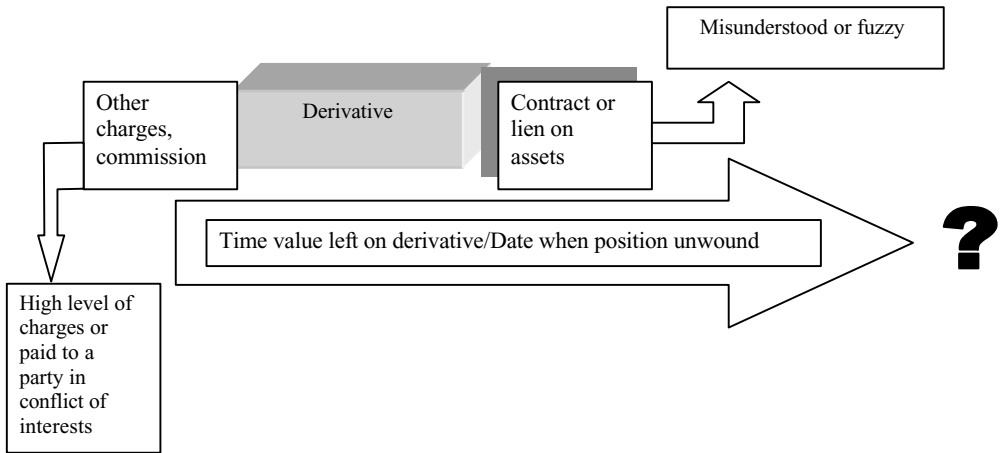 Misunderstood or fuzzy
Other
charges,
commission
Derivative
Contract or
lien on
assets
Time value left on derivative/Date when position unwound
?
High level of
charges or
paid to a
party in
conflict of
interests